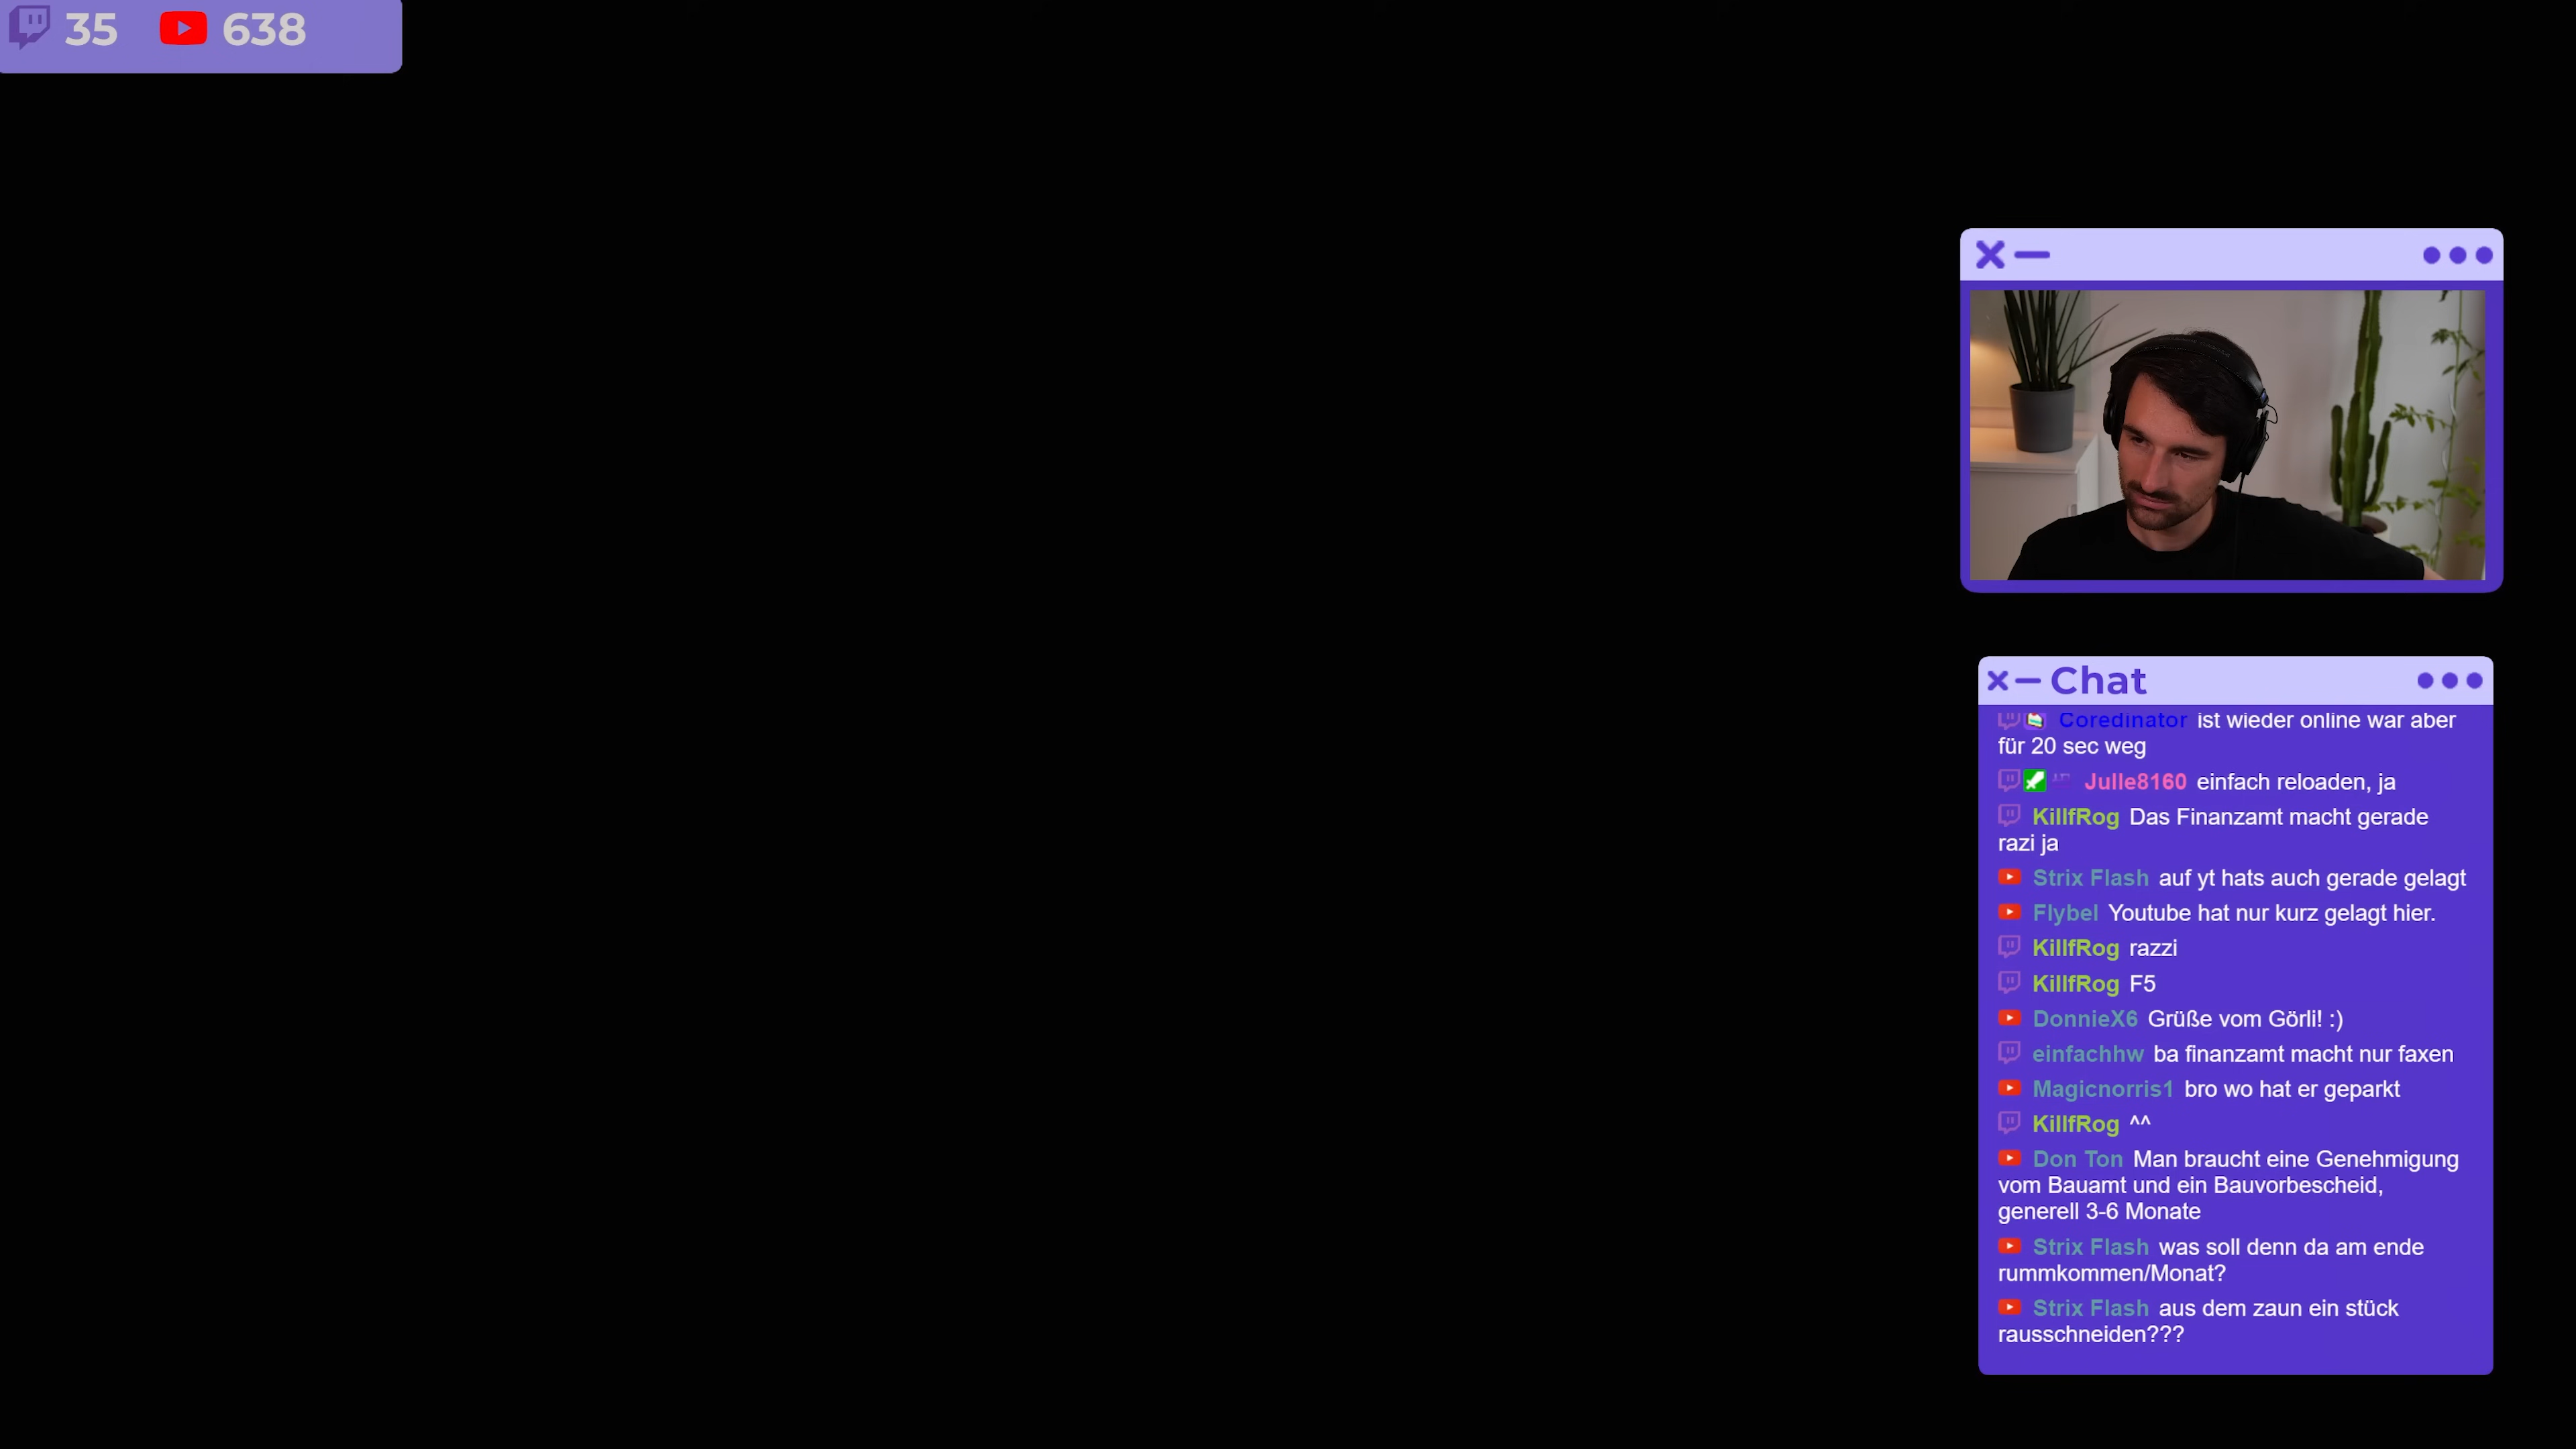 35 638
Chat
Coredinator ist wieder online war aber
für 20 sec weg
Julle8160 einfach reloaden, ja
KillfRog Das Finanzamt macht gerade
razi ja
Strix Flash auf yt hats auch gerade gelagt
Flybel Youtube hat nur kurz gelagt hier.
KillfRog razzi
KillfRog F5
DonnieX6 Grüße vom Görli! :)
einfachhw ba finanzamt macht nur faxen
Magicnorris1 bro wo hat er geparkt
KillfRog ^^
Don Ton Man braucht eine Genehmigung
vom Bauamt und ein Bauvorbescheid,
generell 3-6 Monate
Strix Flash was soll denn da am ende
rummkommen/Monat?
Strix Flash aus dem zaun ein stück
rausschneiden???